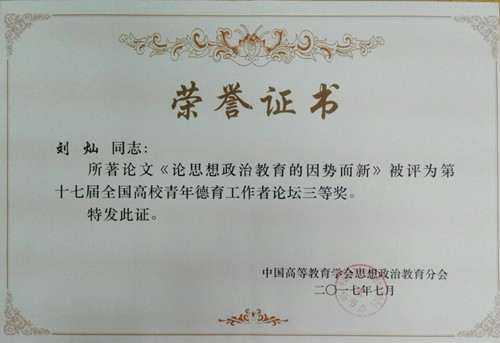 荣誉证书
刘灿 同志：
所著论文《论思想政治教育的因势而新》被评为第
十七届全国高校青年德育工作者论坛三等奖。
特发此证。
中国高等教育学会思想政治教育分会
二〇一七年七月